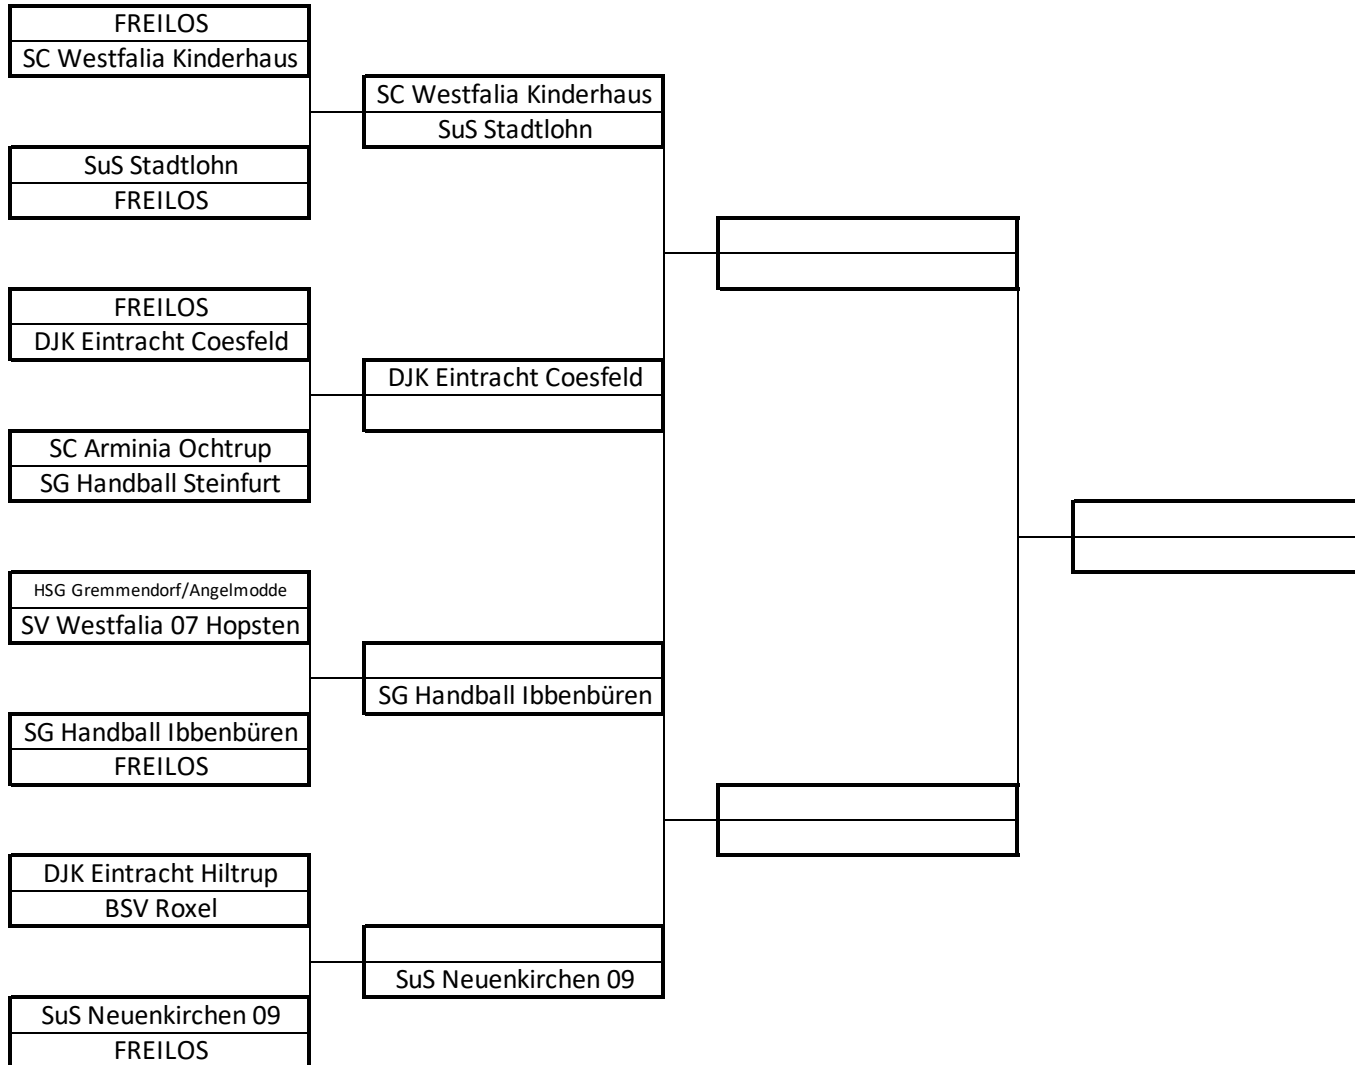 FREILOS
SC Westfalia Kinderhaus
SuS Stadtlohn
FREILOS
FREILOS
DJK Eintracht Coesfeld
SC Arminia Ochtrup
SG Handball Steinfurt
HSG Gremmendorf/Angelmodde
SV Westfalia 07 Hopsten
SG Handball Ibbenbüren
FREILOS
DJK Eintracht Hiltrup
BSV Roxel
SuS Neuenkirchen 09
FREILOS
SC Westfalia Kinderhaus
SuS Stadtlohn
DJK Eintracht Coesfeld
SG Handball Ibbenbüren
SuS Neuenkirchen 09